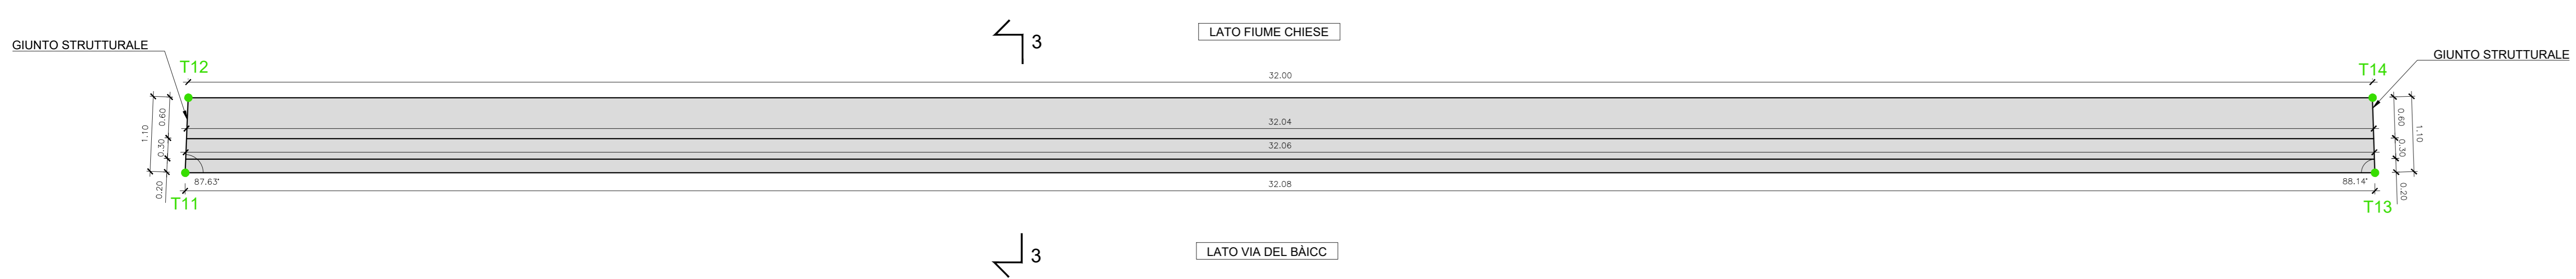 3
LATO FIUME CHIESE
GIUNTO STRUTTURALE
GIUNTO STRUTTURALE
T12
T14
32.00
1.10
0.60
0.30
0.20
32.04
32.06
0.60
0.30
0.20
1.10
87.63°
32.08
88.14°
T11
T13
3
LATO VIA DEL BÀICC